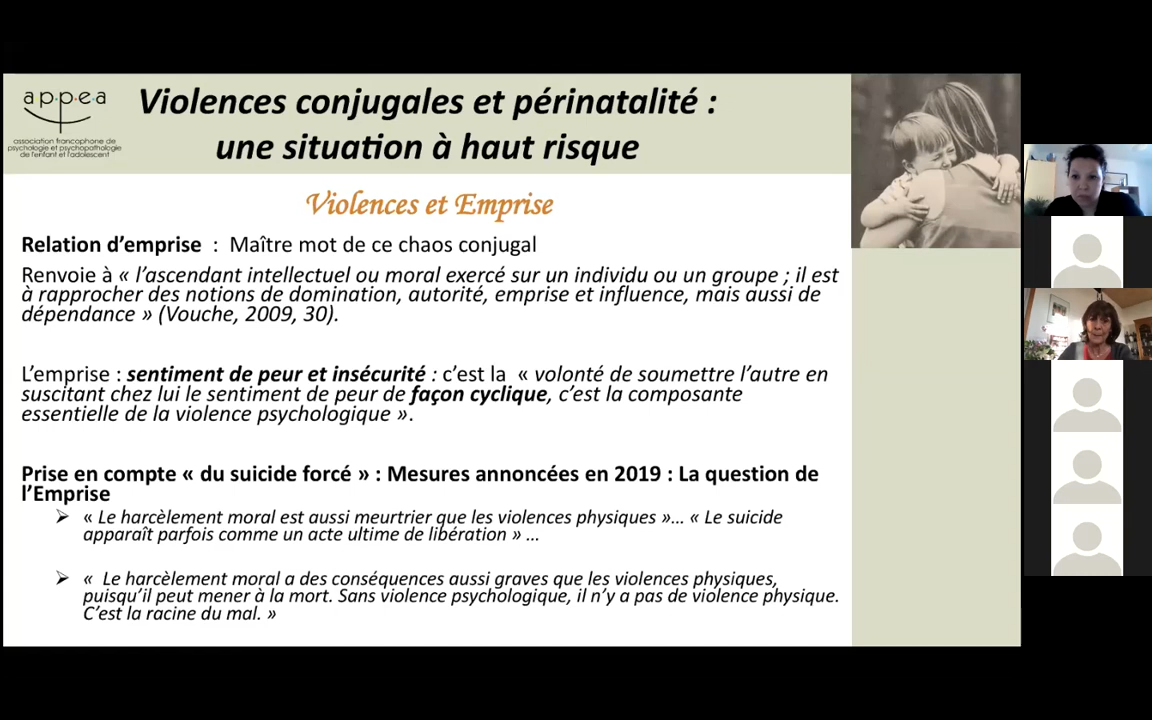 a·p·p·e·a
association francophone de
psychologie et psychopathologie
de l'enfant et l'adolescent
Violences conjugales et périnatalité :
une situation à haut risque
Violences et Emprise
Relation d'emprise : Maître mot de ce chaos conjugal
Renvoie à « l'ascendant intellectuel ou moral exercé sur un individu ou un groupe ; il est
à rapprocher des notions de domination, autorité, emprise et influence, mais aussi de
dépendance » (Vouche, 2009, 30).
L'emprise : sentiment de peur et insécurité : c'est la « volonté de soumettre l'autre en
suscitant chez lui le sentiment de peur de façon cyclique, c'est la composante
essentielle de la violence psychologique ».
Prise en compte « du suicide forcé » : Mesures annoncées en 2019 : La question de
l'Emprise
➢ « Le harcèlement moral est aussi meurtrier que les violences physiques »… « Le suicide
apparaît parfois comme un acte ultime de libération » …
➢ « Le harcèlement moral a des conséquences aussi graves que les violences physiques,
puisqu'il peut mener à la mort. Sans violence psychologique, il n'y a pas de violence physique.
C'est la racine du mal. »